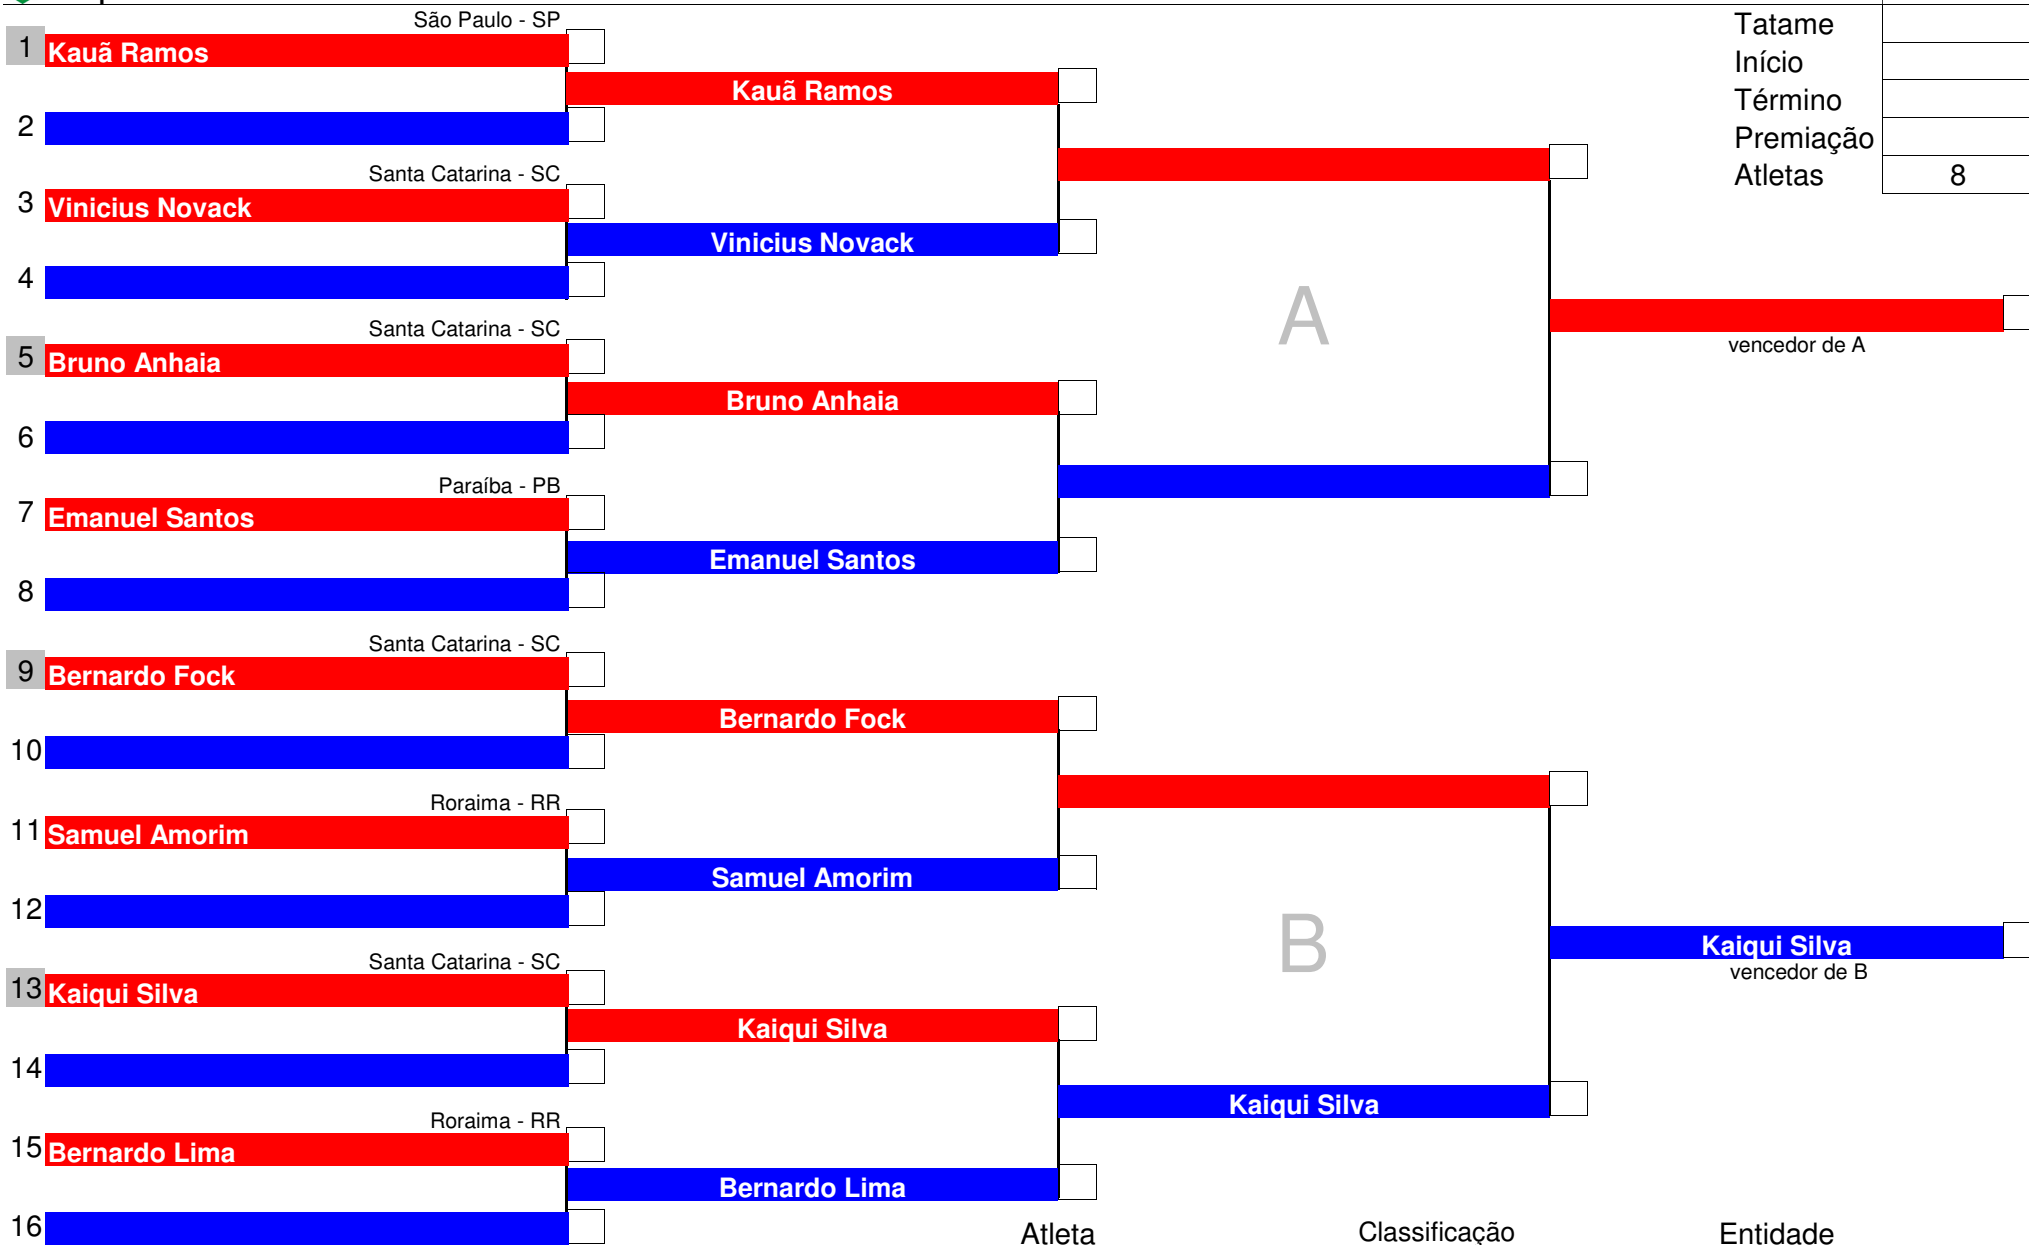 São Paulo - SP
Tatame
1 Kauã Ramos
Início
Kauã Ramos
Término
2
Premiação
Santa Catarina - SC
Atletas 8
3 Vinicius Novack
Vinicius Novack
4
A
Santa Catarina - SC
vencedor de A
5 Bruno Anhaia
Bruno Anhaia
6
Paraíba - PB
7 Emanuel Santos
Emanuel Santos
8
Santa Catarina - SC
9 Bernardo Fock
Bernardo Fock
10
Roraima - RR
11 Samuel Amorim
Samuel Amorim
12
B
Kaiqui Silva
Santa Catarina - SC
vencedor de B
13 Kaiqui Silva
Kaiqui Silva
14
Kaiqui Silva
Roraima - RR
15 Bernardo Lima
Bernardo Lima
16
Atleta Classificação Entidade